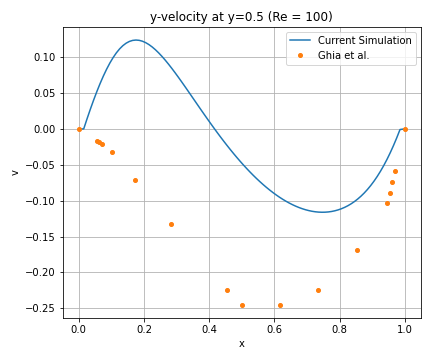 y-velocity at y=0.5 (Re = 100)
Current Simulation
Ghia et al.
0.10
0.05
0.00
−0.05
−0.10
−0.15
−0.20
−0.25
v
0.0 0.2 0.4 0.6 0.8 1.0
x